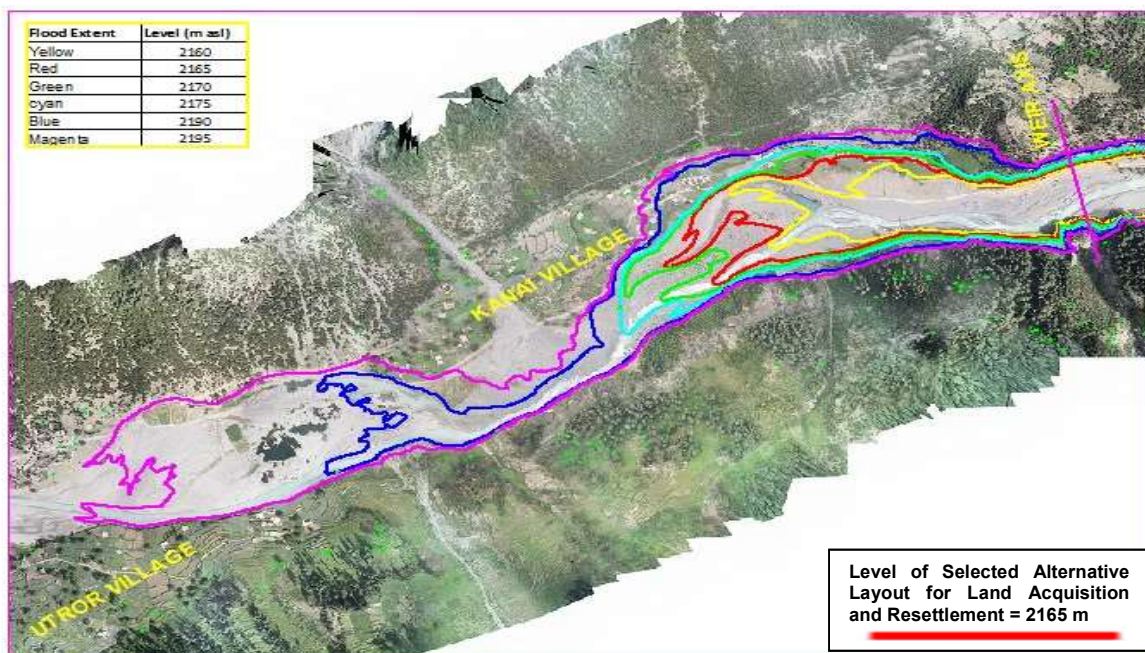 Flood Extent Level (m asl)
Yellow 2160
Red 2165
Green 2170
cyan 2175
Blue 2190
Magenta 2195
WEIR AXIS
KANAI VILLAGE
UTROR VILLAGE
Level of Selected Alternative
Layout for Land Acquisition
and Resettlement = 2165 m